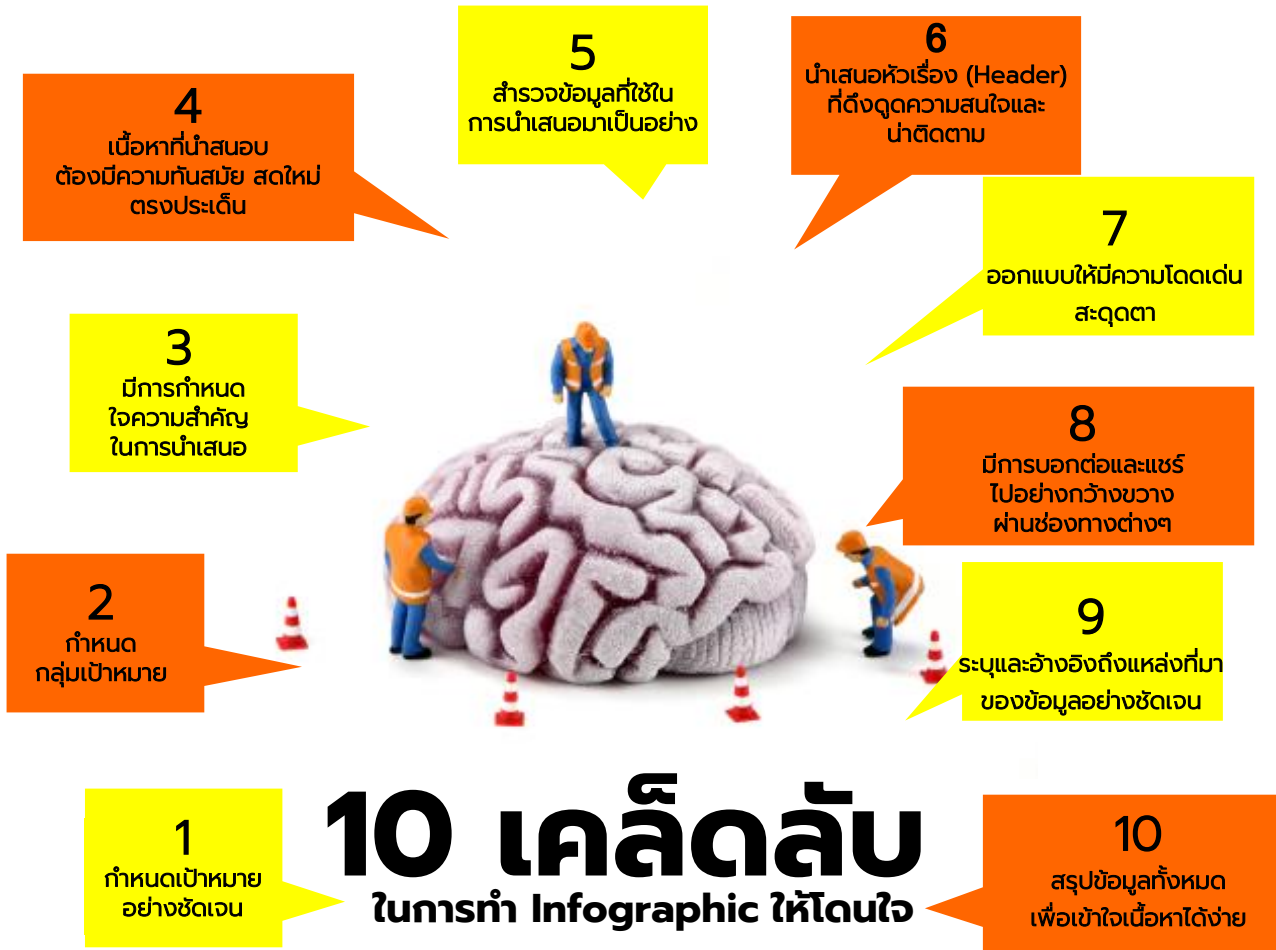 5
สำรวจข้อมูลที่ใช้ใน
การนำเสนอมาเป็นอย่าง
6
นำเสนอหัวเรื่อง (Header)
ที่ดึงดูดความสนใจและ
น่าติดตาม
4
เนื้อหาที่นำสนอบ
ต้องมีความทันสมัย สดใหม่
ตรงประเด็น
7
ออกแบบให้มีความโดดเด่น
สะดุดตา
3
มีการกำหนด
ใจความสำคัญ
ในการนำเสนอ
8
มีการบอกต่อและแชร์
ไปอย่างกว้างขวาง
ผ่านช่องทางต่างๆ
2
กำหนด
กลุ่มเป้าหมาย
9
ระบุและอ้างอิงถึงแหล่งที่มา
ของข้อมูลอย่างชัดเจน
1
กำหนดเป้าหมาย
อย่างชัดเจน
10 เคล็ดลับ
ในการทำ Infographic ให้โดนใจ
10
สรุปข้อมูลทั้งหมด
เพื่อเข้าใจเนื้อหาได้ง่าย